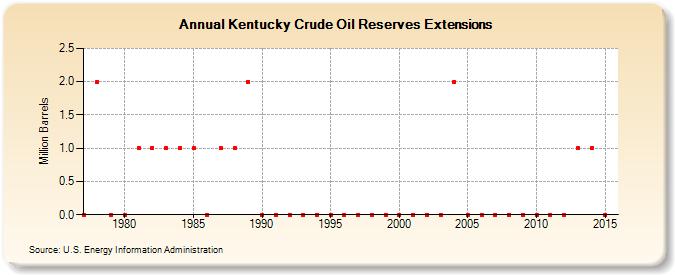 Annual Kentucky Crude Oil Reserves Extensions
Million Barrels
2.5
2.0
1.5
1.0
0.5
0.0
1980 1985 1990 1995 2000 2005 2010 2015
Source: U.S. Energy Information Administration